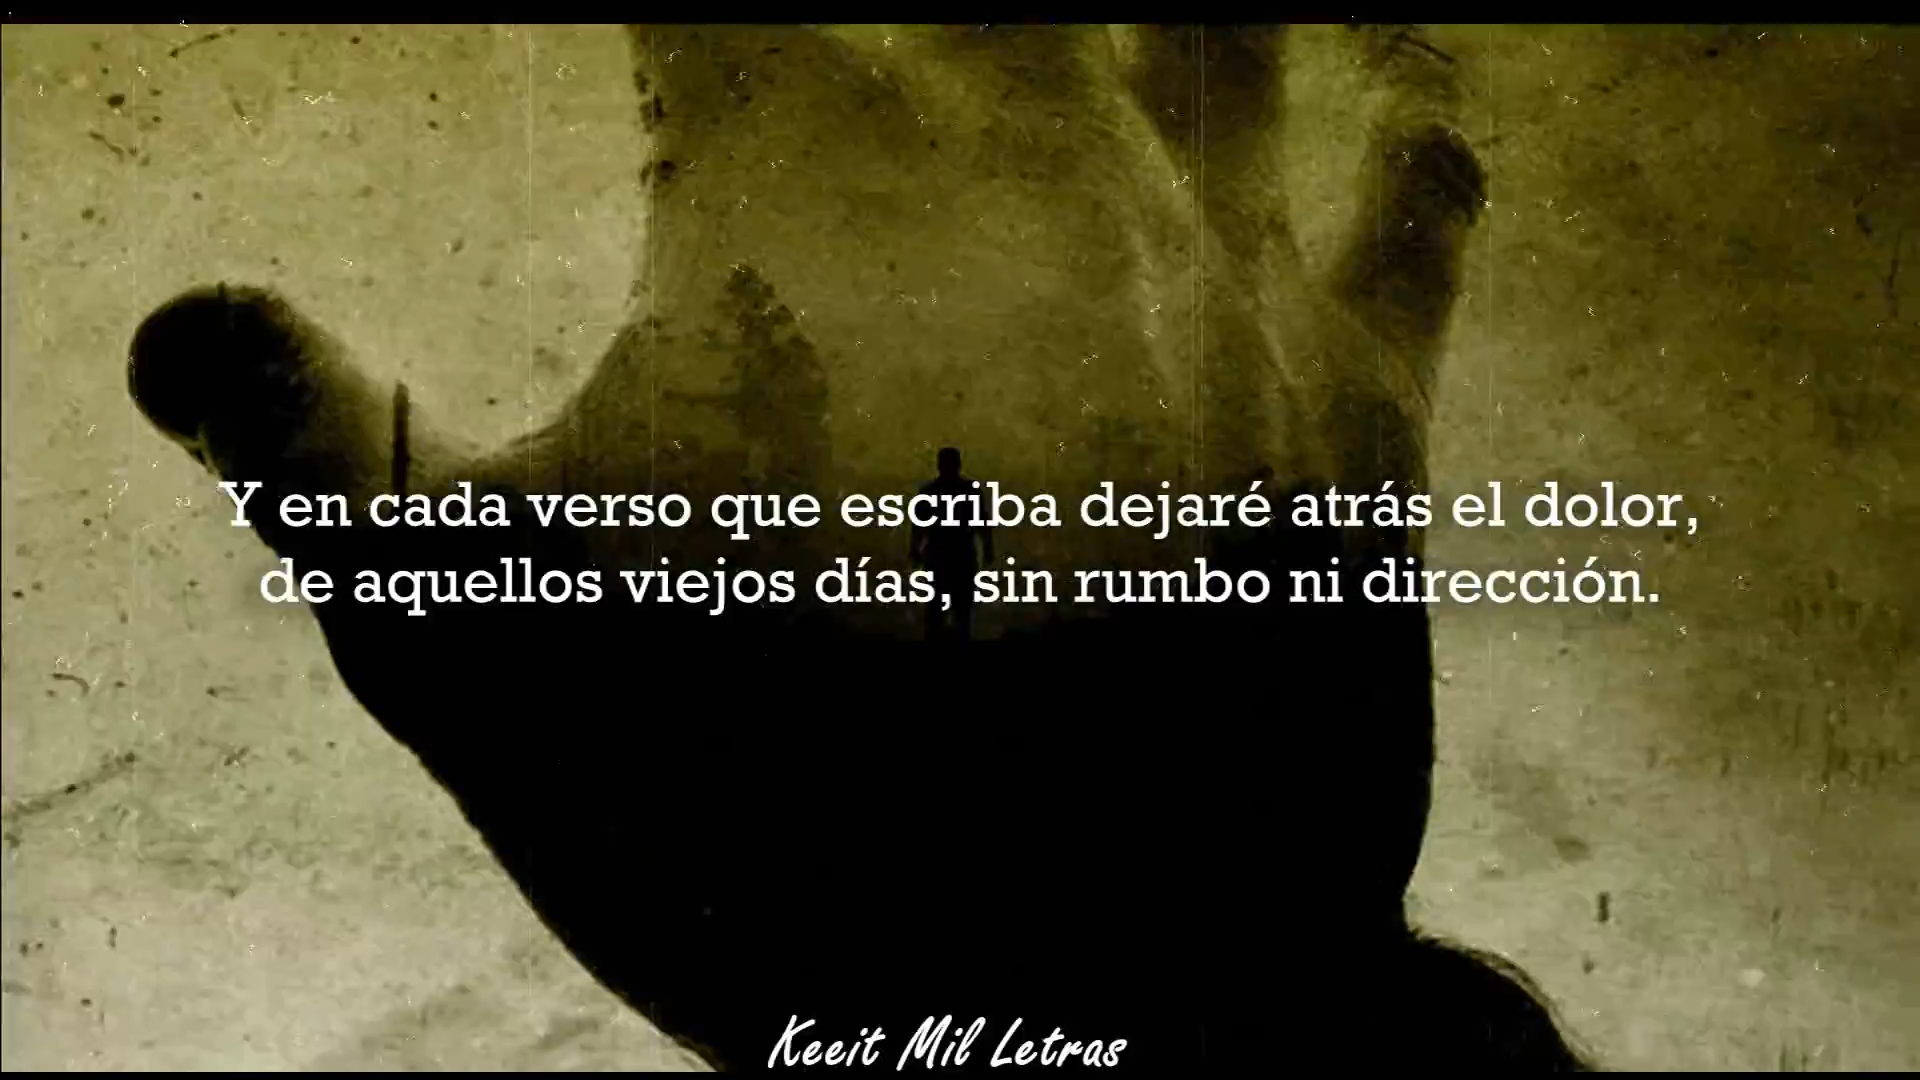 Y en cada verso que escriba dejaré atrás el dolor,
de aquellos viejos días, sin rumbo ni dirección.
Keeit Mil Letras